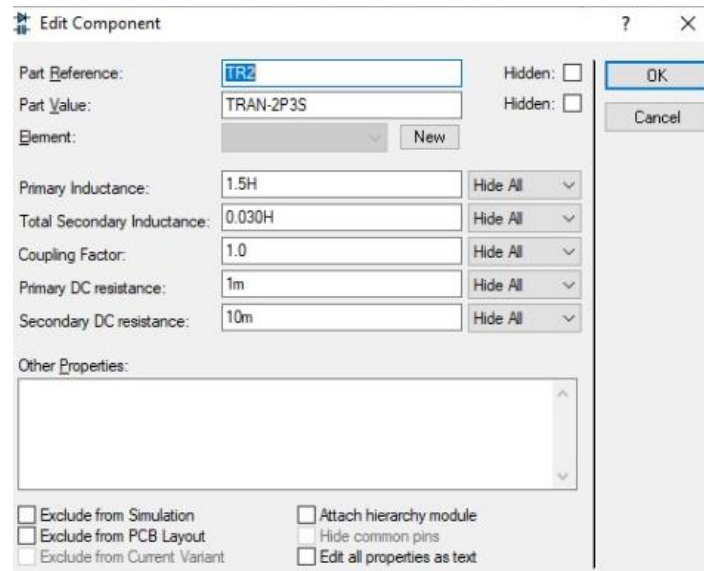 Edit Component ? X
Part Reference: TR2 Hidden: OK
Part Value: TRAN-2P3S Hidden: Cancel
Element: New
Primary Inductance: 1.5H Hide All
Total Secondary Inductance: 0.030H Hide All
Coupling Factor: 1.0 Hide All
Primary DC resistance: 1m Hide All
Secondary DC resistance: 10m Hide All
Other Properties:
Exclude from Simulation Attach hierarchy module
Exclude from PCB Layout Hide common pins
Exclude from Current Variant Edit all properties as text